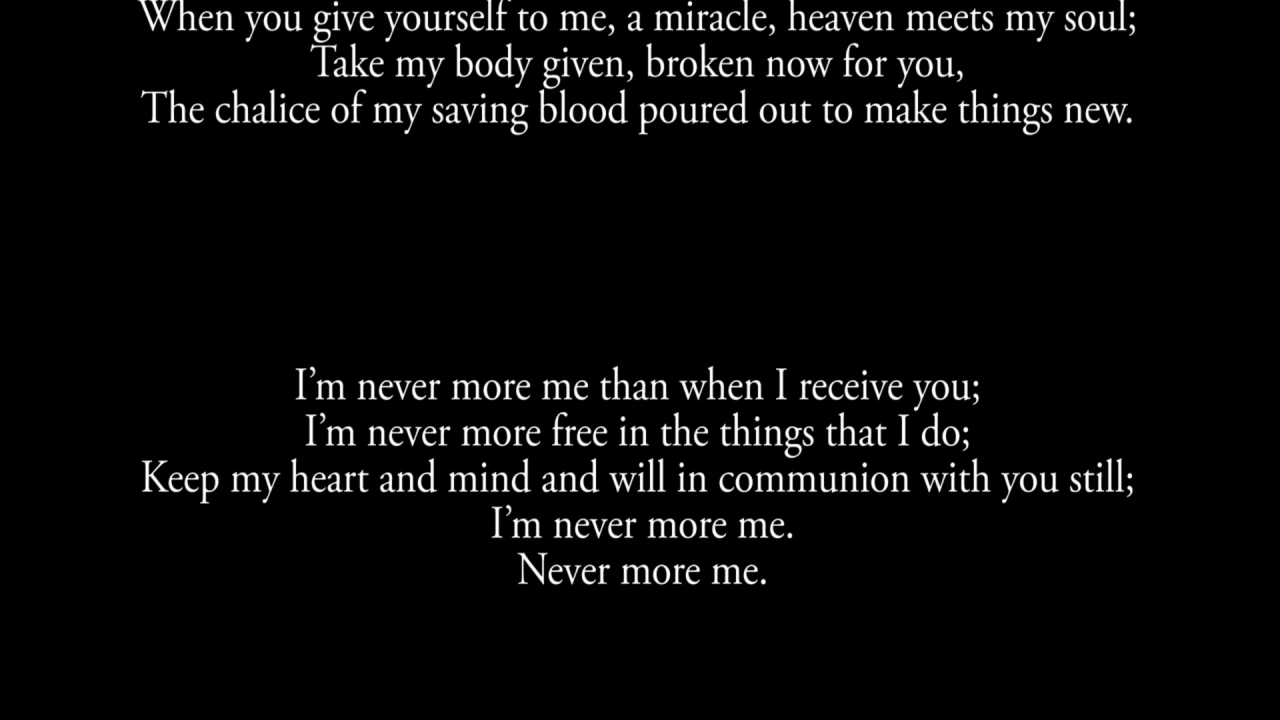 When you give yourself to me, a miracle, heaven meets my soul;
Take my body given, broken now for you,
The chalice of my saving blood poured out to make things new.
I’m never more me than when I receive you;
I’m never more free in the things that I do;
Keep my heart and mind and will in communion with you still;
I’m never more me.
Never more me.